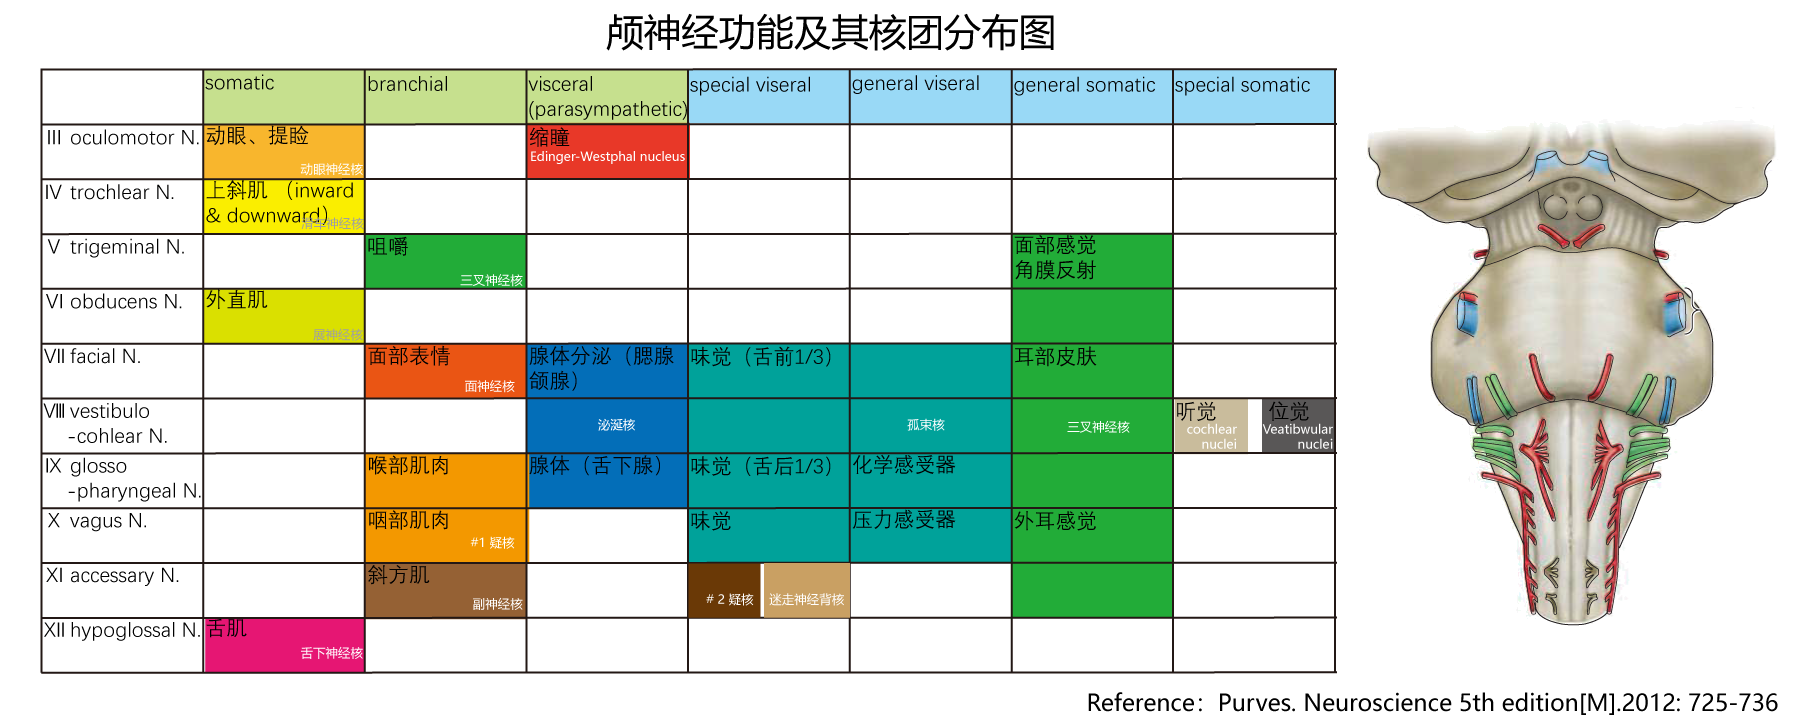 颅神经功能及其核团分布图
somatic
branchial
visceral
(parasympathetic)
special viseral
general viseral
general somatic
special somatic
III oculomotor N.
动眼、提睑
动眼神经核
缩瞳
Edinger-Westphal nucleus
IV trochlear N.
上斜肌 （inward
& downward）
滑车神经核
V trigeminal N.
咀嚼
三叉神经核
面部感觉
角膜反射
VI obducens N.
外直肌
展神经核
VII facial N.
面部表情
面神经核
腺体分泌（腮腺
颌腺）
味觉（舌前1/3）
耳部皮肤
VIII vestibulo
-cohlear N.
泌涎核
孤束核
三叉神经核
听觉
cochlear
nuclei
位觉
Veatibwular
nuclei
IX glosso
-pharyngeal N.
喉部肌肉
腺体（舌下腺）
味觉（舌后1/3）
化学感受器
X vagus N.
咽部肌肉
#1 疑核
味觉
压力感受器
外耳感觉
XI accessary N.
斜方肌
副神经核
# 2 疑核
迷走神经背核
XII hypoglossal N.
舌肌
舌下神经核
Reference：Purves. Neuroscience 5th edition[M].2012: 725-736